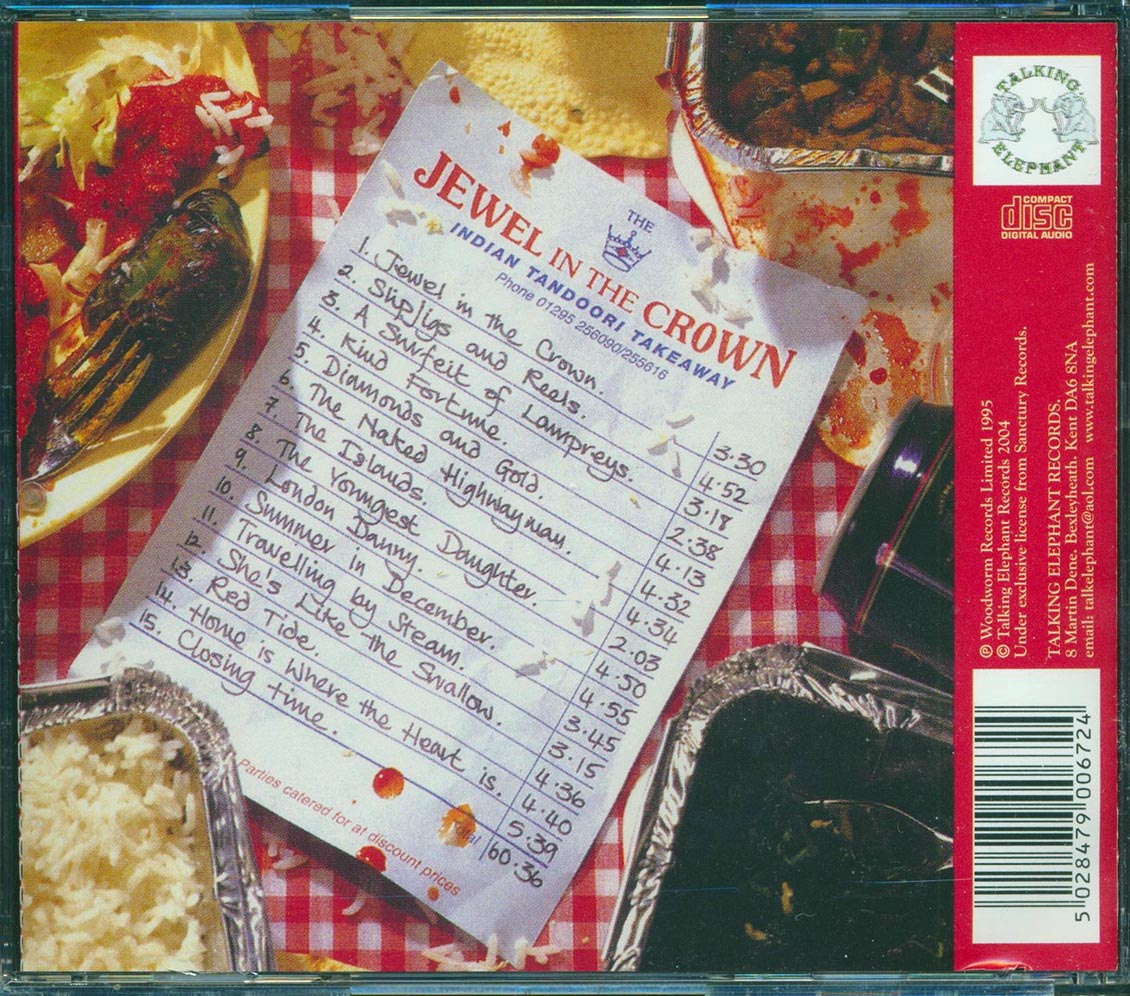 THE
JEWEL IN THE CROWN
INDIAN TANDOORI TAKEAWAY
Phone 01295 256090/255616
1. Jewel in the Crown. 3.30
2. Slipjigs and Reels. 4.52
3. A Surfeit of Lampreys. 3.18
4. Kind Fortune. 2.38
5. Diamonds and Gold. 4.13
6. The Naked Highwayman. 4.32
7. The Islands. 4.34
8. The Youngest Daughter. 2.03
9. London Danny. 4.50
10. Summer in December. 4.55
11. Travelling by Steam. 3.45
12. She's Like the Swallow. 3.15
13. Red Tide. 4.36
14. Home is Where the Heart is. 4.40
15. Closing time. 5.39
Total 60.36
Parties catered for at discount prices
TALKING
ELEPHANT
COMPACT
disc
DIGITAL AUDIO
℗ Woodworm Records Limited 1995
© Talking Elephant Records 2004
Under exclusive license from Sanctury Records.
TALKING ELEPHANT RECORDS.
8 Martin Dene. Bexleyheath. Kent DA6 8NA
email: talkelephant@aol.com www.talkingelephant.com
5 028479 006724